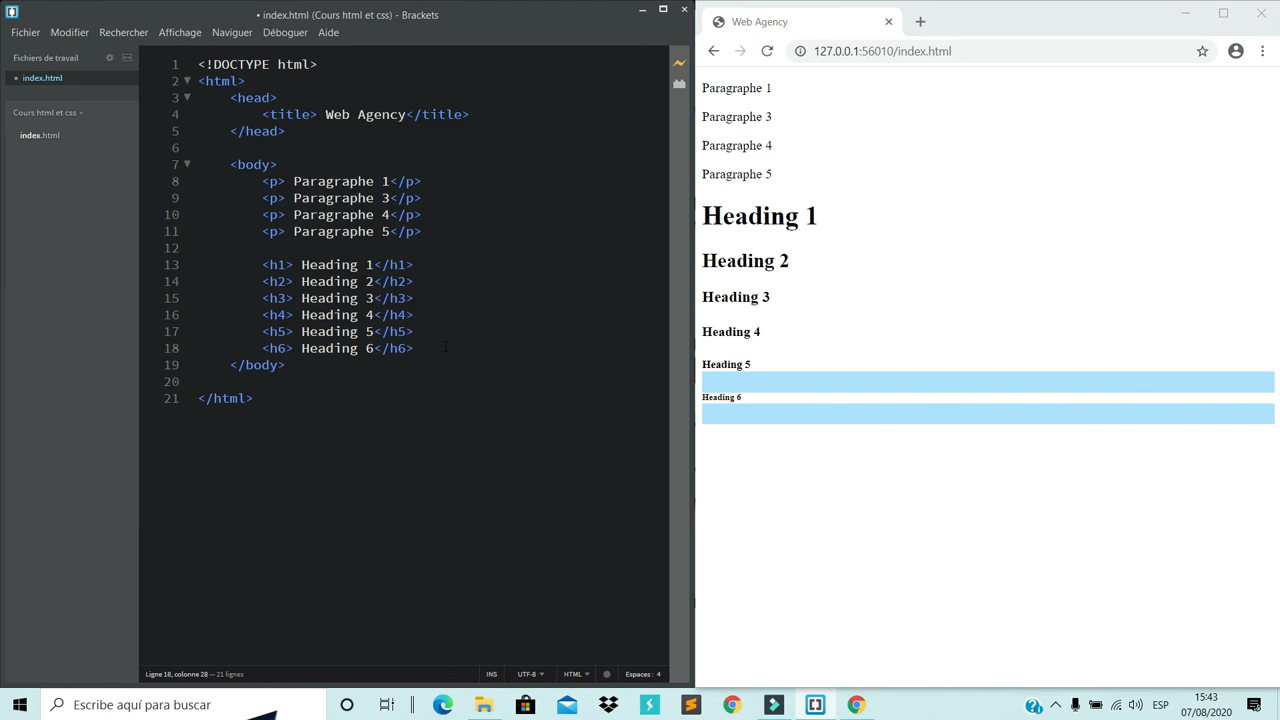 • index.html (Cours html et css) - Brackets
Fichier Modifier Rechercher Affichage Naviguer Déboguer Aide
Fichiers de travail
• index.html
Cours html et css
index.html
1 <!DOCTYPE html>
2 <html>
3 <head>
4 <title> Web Agency</title>
5 </head>
6
7 <body>
8 <p> Paragraphe 1</p>
9 <p> Paragraphe 3</p>
10 <p> Paragraphe 4</p>
11 <p> Paragraphe 5</p>
12
13 <h1> Heading 1</h1>
14 <h2> Heading 2</h2>
15 <h3> Heading 3</h3>
16 <h4> Heading 4</h4>
17 <h5> Heading 5</h5>
18 <h6> Heading 6</h6>
19 </body>
20
21 </html>
Ligne 18, colonne 28 — 21 lignes
INS UTF-8 HTML Espaces : 4
Web Agency
127.0.0.1:56010/index.html
Paragraphe 1
Paragraphe 3
Paragraphe 4
Paragraphe 5
Heading 1
Heading 2
Heading 3
Heading 4
Heading 5
Heading 6
Escribe aquí para buscar
ESP
15:43
07/08/2020